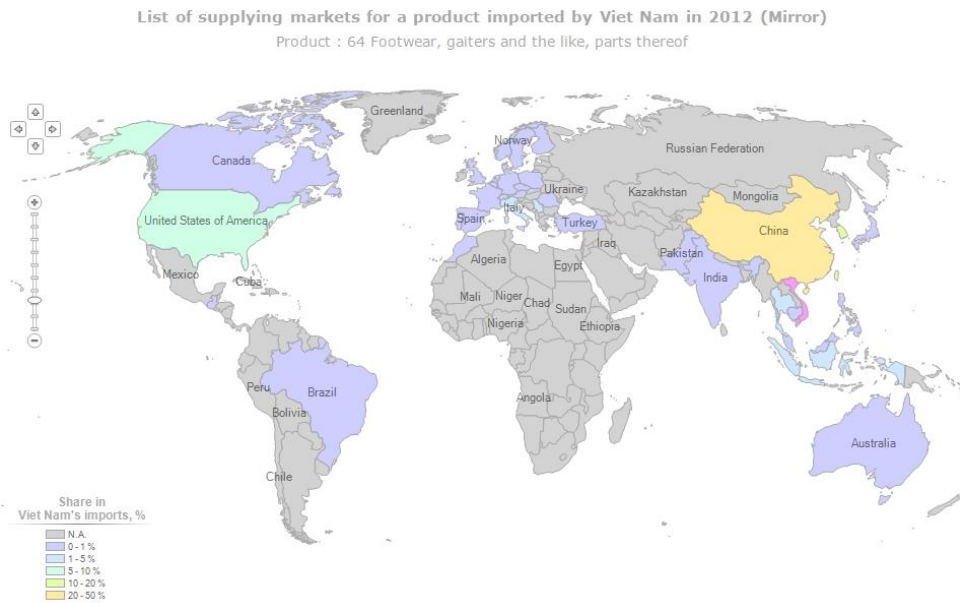 List of supplying markets for a product imported by Viet Nam in 2012 (Mirror)
Product : 64 Footwear, gaiters and the like, parts thereof
Greenland
Norway
Russian Federation
Canada
Ukraine
Kazakhstan
Mongolia
Italy
United States of America
Spain
Turkey
China
Iraq
Pakistan
Algeria
Egypt
India
Mexico
Cuba
Mali
Niger
Chad
Sudan
Nigeria
Ethiopia
Peru
Brazil
Angola
Bolivia
Australia
Chile
Share in
Viet Nam's imports, %
N.A.
0 - 1 %
1 - 5 %
5 - 10 %
10 - 20 %
20 - 50 %